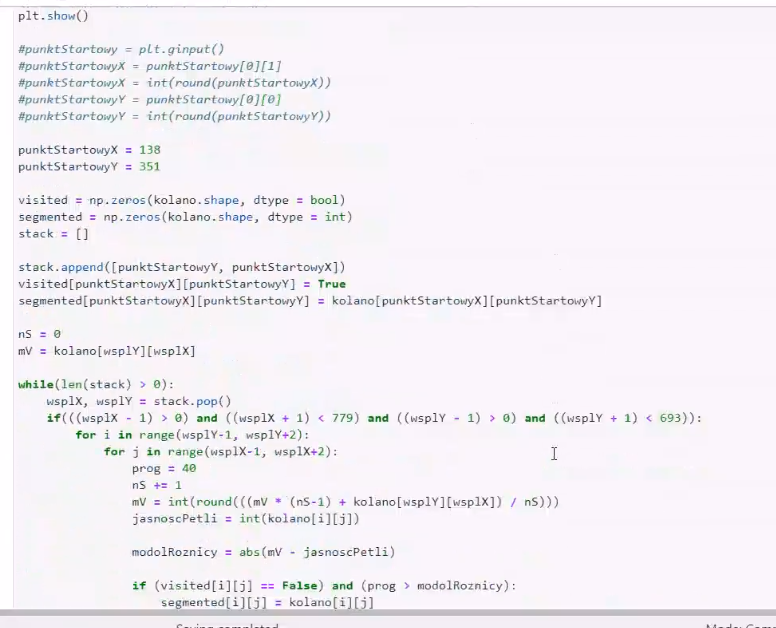 plt.show()
#punktStartowy = plt.ginput()
#punktStartowyX = punktStartowy[0][1]
#punktStartowyX = int(round(punktStartowyX))
#punktStartowyY = punktStartowy[0][0]
#punktStartowyY = int(round(punktStartowyY))
punktStartowyX = 138
punktStartowyY = 351
visited = np.zeros(kolano.shape, dtype = bool)
segmented = np.zeros(kolano.shape, dtype = int)
stack = []
stack.append([punktStartowyY, punktStartowyX])
visited[punktStartowyX][punktStartowyY] = True
segmented[punktStartowyX][punktStartowyY] = kolano[punktStartowyX][punktStartowyY]
nS = 0
mV = kolano[wsplY][wsplX]
while(len(stack) > 0):
    wsplX, wsplY = stack.pop()
    if(((wsplX - 1) > 0) and ((wsplX + 1) < 779) and ((wsplY - 1) > 0) and ((wsplY + 1) < 693)):
        for i in range(wsplY-1, wsplY+2):
            for j in range(wsplX-1, wsplX+2):
                prog = 40
                nS += 1
                mV = int(round(((mV * (nS-1) + kolano[wsplY][wsplX]) / nS)))
                jasnoscPetli = int(kolano[i][j])
                modolRoznicy = abs(mV - jasnoscPetli)
                if (visited[i][j] == False) and (prog > modolRoznicy):
                    segmented[i][j] = kolano[i][j]